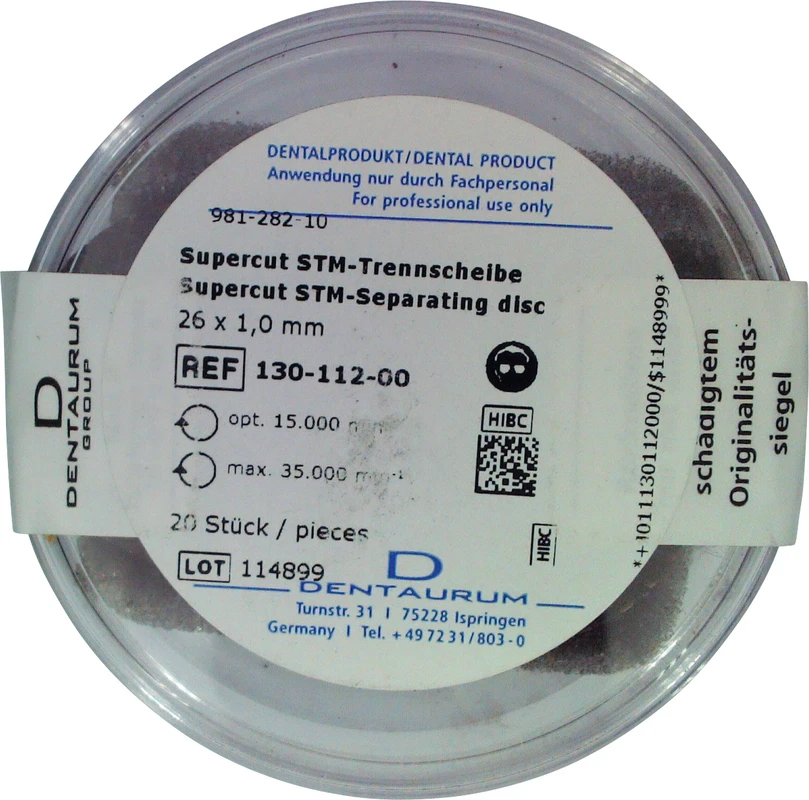 DENTALPRODUKT/DENTAL PRODUCT
Anwendung nur durch Fachpersonal
For professional use only
981-282-10
Supercut STM-Trennscheibe
Supercut STM-Separating disc
26 x 1,0 mm
REF 130-112-00
opt. 15.000
max. 35.000 min⁻¹
HIBC
20 Stück / pieces
HIBC
LOT 114899
D
DENTAURUM
Turnstr. 31 I 75228 Ispringen
Germany I Tel. +49 72 31/803-0
D
DENTAURUM
GROUP
schädigtem
Originalitäts-
siegel